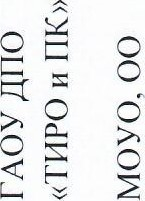 ГАОУ ДПО
«ТИРО и ПК»
МОУО, ОО